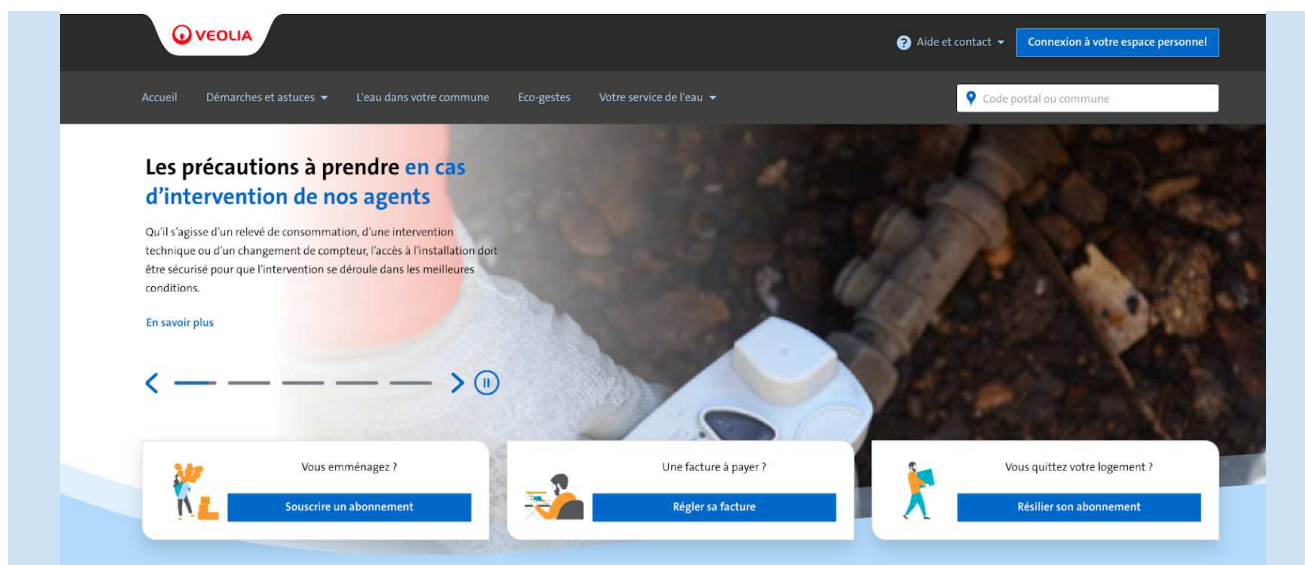 VEOLIA
Aide et contact
Connexion à votre espace personnel
Accueil
Démarches et astuces
L'eau dans votre commune
Eco-gestes
Votre service de l'eau
Code postal ou commune
Les précautions à prendre en cas
d’intervention de nos agents
Qu’il s’agisse d’un relevé de consommation, d’une intervention
technique ou d’un changement de compteur, l’accès à l’installation doit
être sécurisé pour que l’intervention se déroule dans les meilleures
conditions.
En savoir plus
Vous emménagez ?
Souscrire un abonnement
Une facture à payer ?
Régler sa facture
Vous quittez votre logement ?
Résilier son abonnement